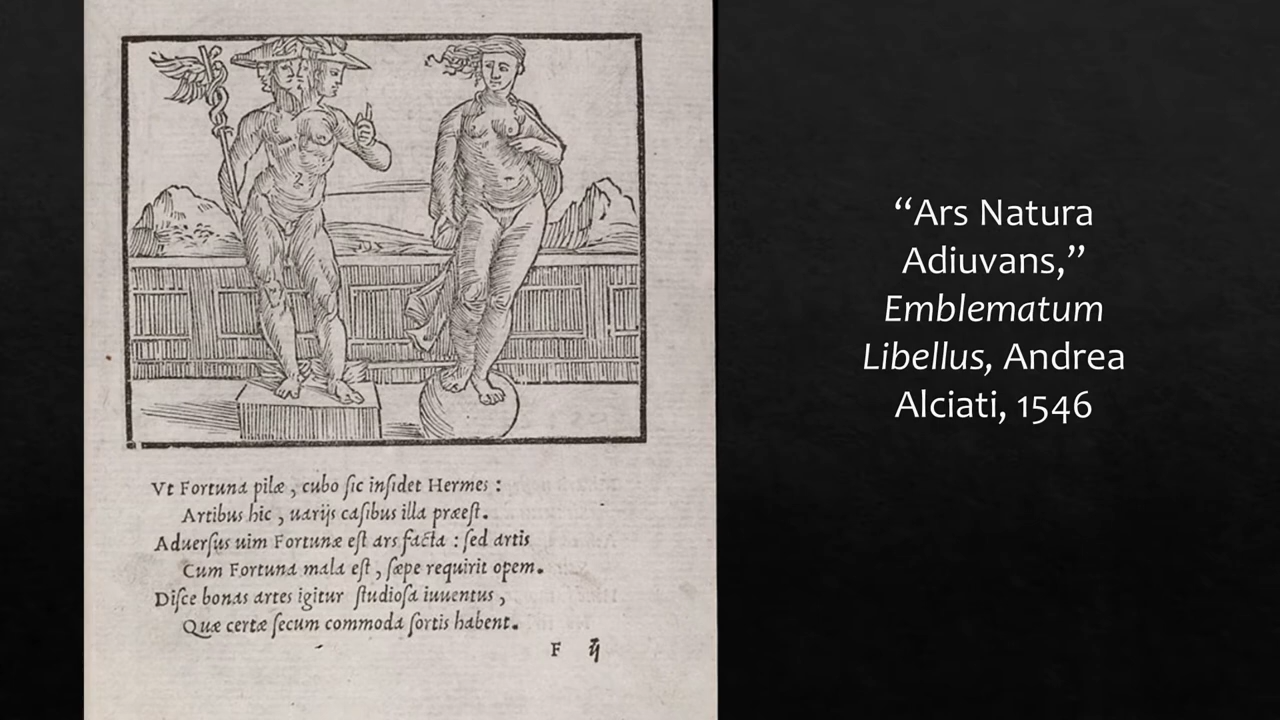 Vt Fortuna pilæ, cubo ſic inſidet Hermes :
Artibus hic, uarijs caſibus illa præeſt.
Aduerſus uim Fortunæ eſt ars facta : ſed artis
Cum Fortuna mala eſt, ſæpe requirit opem.
Diſce bonas artes igitur ſtudioſa iuuentus,
Quæ certæ ſecum commoda ſortis habent.
F ij
“Ars Natura
Adiuvans,”
Emblematum
Libellus, Andrea
Alciati, 1546